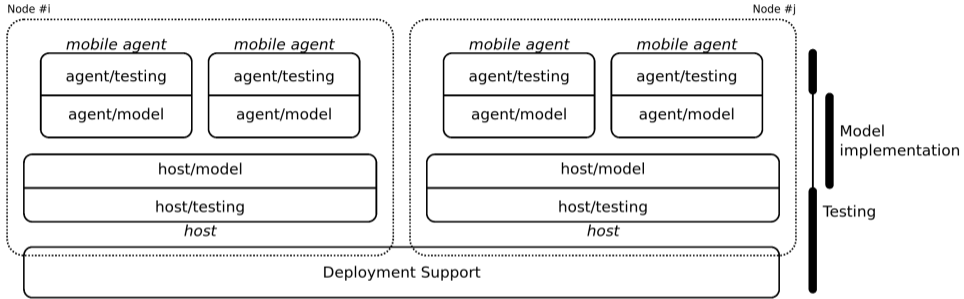 Node #i
Node #j
mobile agent
mobile agent
mobile agent
mobile agent
agent/testing
agent/testing
agent/testing
agent/testing
agent/model
agent/model
agent/model
agent/model
Model
implementation
host/model
host/model
host/testing
host/testing
Testing
host
host
Deployment Support